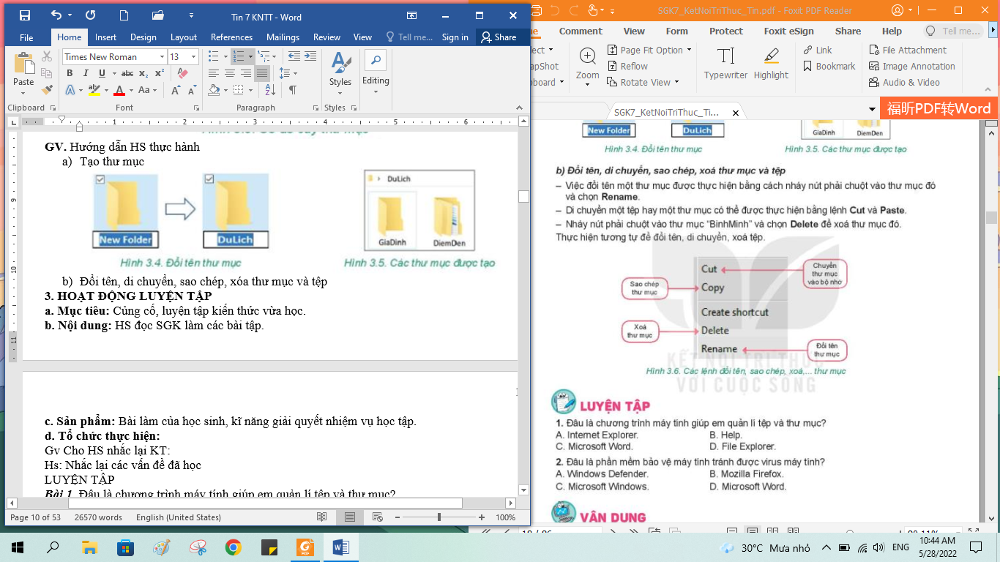 Tin 7 KNTT - Word
File Home Insert Design Layout References Mailings Review View Tell me... Sign in Share
Paste
Times New Roman 13
B I U abc x₂ x²
A aby A Aa A A
Styles
Editing
Clipboard Font Paragraph Styles
1 2 3 4 5 6
GV. Hướng dẫn HS thực hành
a) Tạo thư mục
New Folder
DuLich
DuLich
GiaDinh DiemDen
Hình 3.4. Đổi tên thư mục
Hình 3.5. Các thư mục được tạo
b) Đổi tên, di chuyển, sao chép, xóa thư mục và tệp
3. HOẠT ĐỘNG LUYỆN TẬP
a. Mục tiêu: Củng cố, luyện tập kiến thức vừa học.
b. Nội dung: HS đọc SGK làm các bài tập.
9
10
11
c. Sản phẩm: Bài làm của học sinh, kĩ năng giải quyết nhiệm vụ học tập.
d. Tổ chức thực hiện:
Gv Cho HS nhắc lại KT:
Hs: Nhắc lại các vấn đề đã học
LUYỆN TẬP
Bài 1. Đâu là chương trình máy tính giúp em quản lí tệp và thư mục?
Page 10 of 53 26570 words English (United States) 100%
SGK7_KetNoiTriThuc_Tin.pdf - Foxit PDF Reader
Comment View Form Protect Foxit eSign Share Help Tell me...
Zoom
Page Fit Option
Reflow
Rotate View
Typewriter Highlight
Link
Bookmark
File Attachment
Image Annotation
Audio & Video
SGK7_KetNoiTriThuc_Ti...
福昕PDF转Word
New Folder DuLich GiaDinh DiemDen
Hình 3.4. Đổi tên thư mục
Hình 3.5. Các thư mục được tạo
b) Đổi tên, di chuyển, sao chép, xoá thư mục và tệp
– Việc đổi tên một thư mục được thực hiện bằng cách nháy nút phải chuột vào thư mục đó
và chọn Rename.
– Di chuyển một tệp hay một thư mục có thể được thực hiện bằng lệnh Cut và Paste.
– Nháy nút phải chuột vào thư mục “BinhMinh” và chọn Delete để xoá thư mục đó.
Thực hiện tương tự để đổi tên, di chuyển, xoá tệp.
Cut
Chuyển
thư mục
vào bộ nhớ
Sao chép
thư mục
Copy
Create shortcut
Xoá
thư mục
Delete
Rename
Đổi tên
thư mục
KẾT NỐI TRI THỨC
VỚI CUỘC SỐNG
Hình 3.6. Các lệnh đổi tên, sao chép, xoá,... thư mục
LUYỆN TẬP
1. Đâu là chương trình máy tính giúp em quản lí tệp và thư mục?
A. Internet Explorer. B. Help.
C. Microsoft Word. D. File Explorer.
2. Đâu là phần mềm bảo vệ máy tính tránh được virus máy tính?
A. Windows Defender. B. Mozilla Firefox.
C. Microsoft Windows. D. Microsoft Word.
VẬN DỤNG
30°C Mưa nhỏ ENG 10:44 AM
5/28/2022